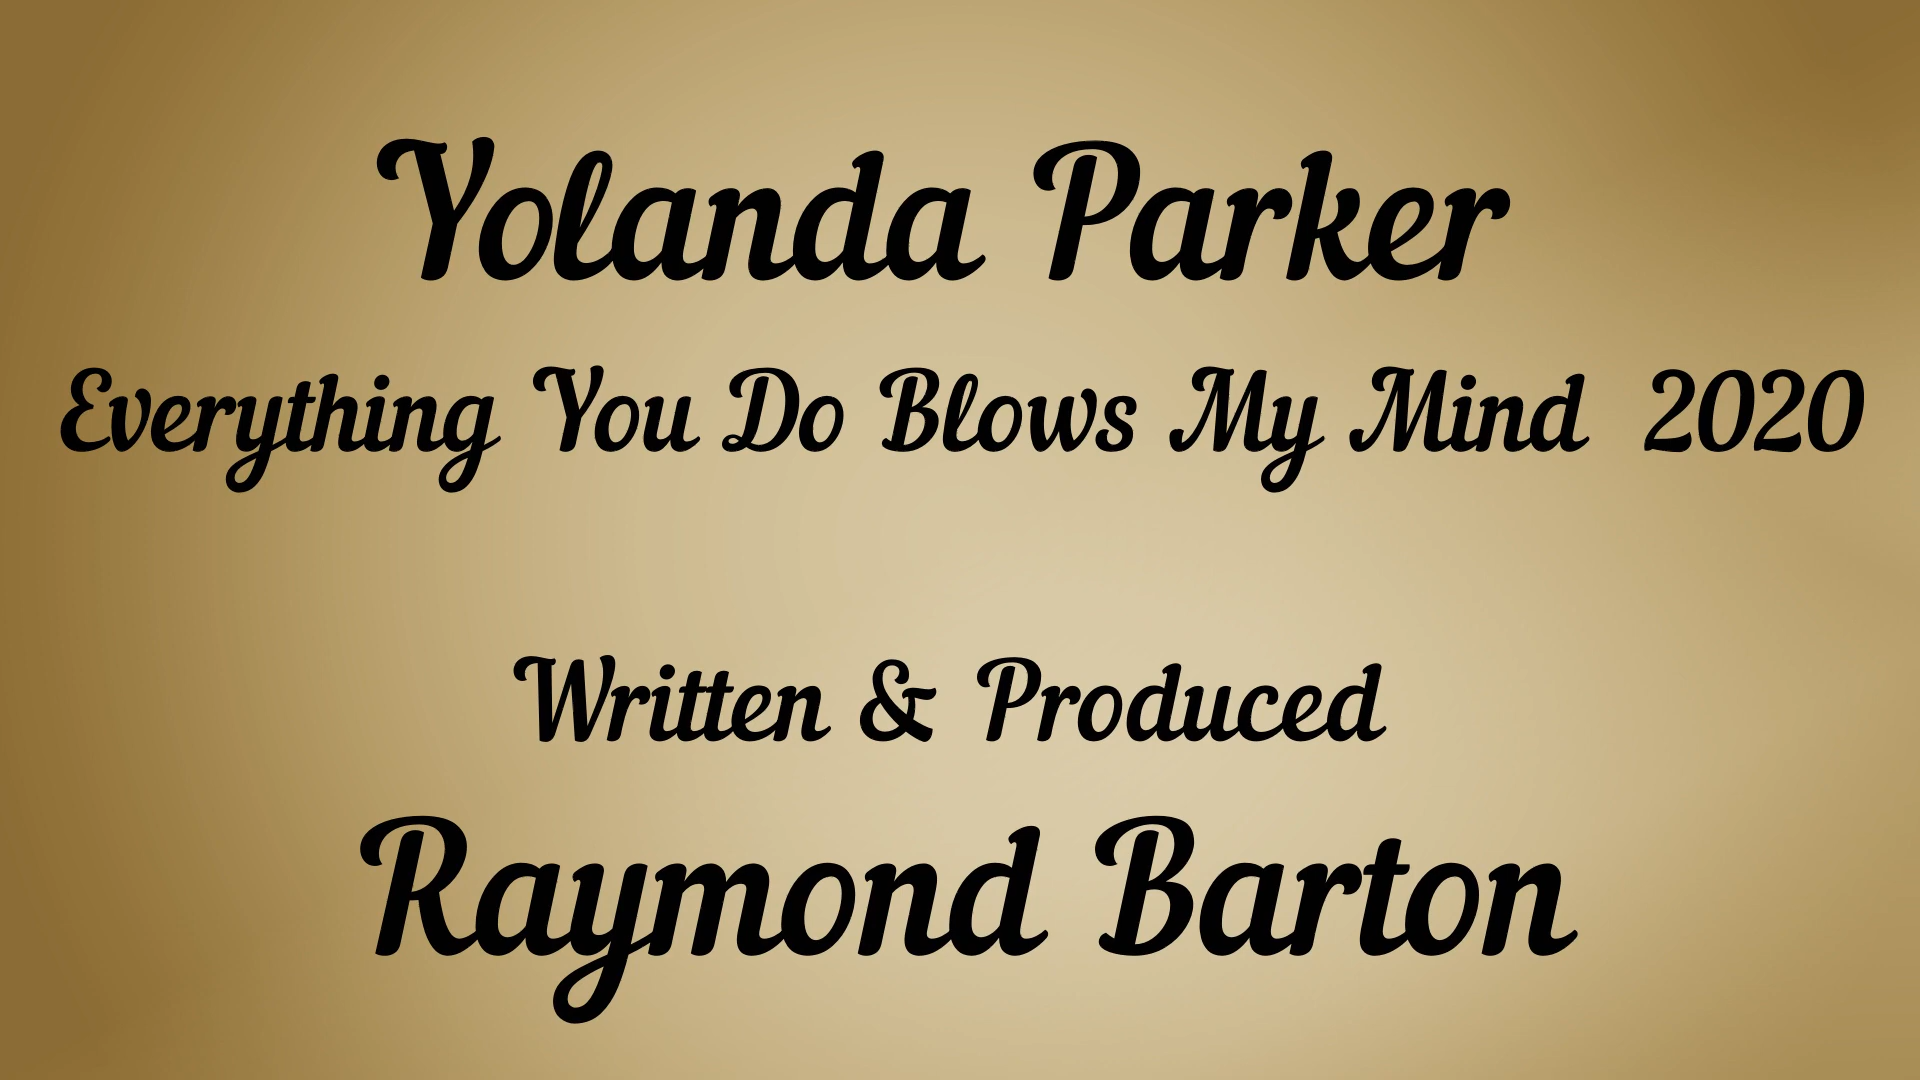 Yolanda Parker
Everything You Do Blows My Mind 2020
Written & Produced
Raymond Barton